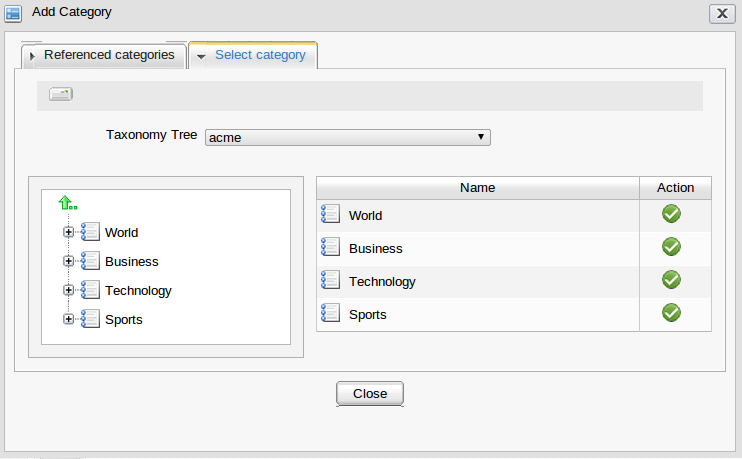 Add Category
Referenced categories
Select category
Taxonomy Tree
acme
Name
Action
World
Business
Technology
Sports
World
Business
Technology
Sports
Close